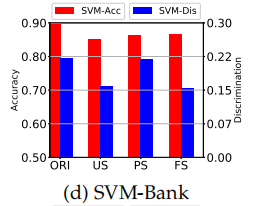 SVM-Acc SVM-Dis
0.90 0.30
0.80 0.22
0.70 0.15
0.60 0.07
0.50 0.00
Accuracy
Discrimination
ORI US PS FS
(d) SVM-Bank